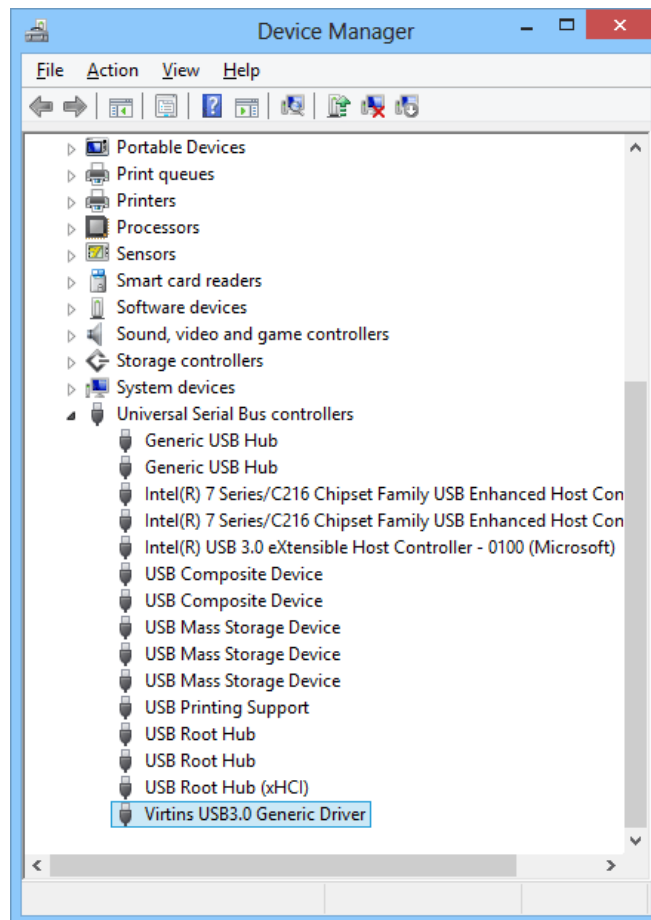 Device Manager
File Action View Help
Portable Devices
Print queues
Printers
Processors
Sensors
Smart card readers
Software devices
Sound, video and game controllers
Storage controllers
System devices
Universal Serial Bus controllers
Generic USB Hub
Generic USB Hub
Intel(R) 7 Series/C216 Chipset Family USB Enhanced Host Con
Intel(R) 7 Series/C216 Chipset Family USB Enhanced Host Con
Intel(R) USB 3.0 eXtensible Host Controller - 0100 (Microsoft)
USB Composite Device
USB Composite Device
USB Mass Storage Device
USB Mass Storage Device
USB Mass Storage Device
USB Printing Support
USB Root Hub
USB Root Hub
USB Root Hub (xHCI)
Virtins USB3.0 Generic Driver